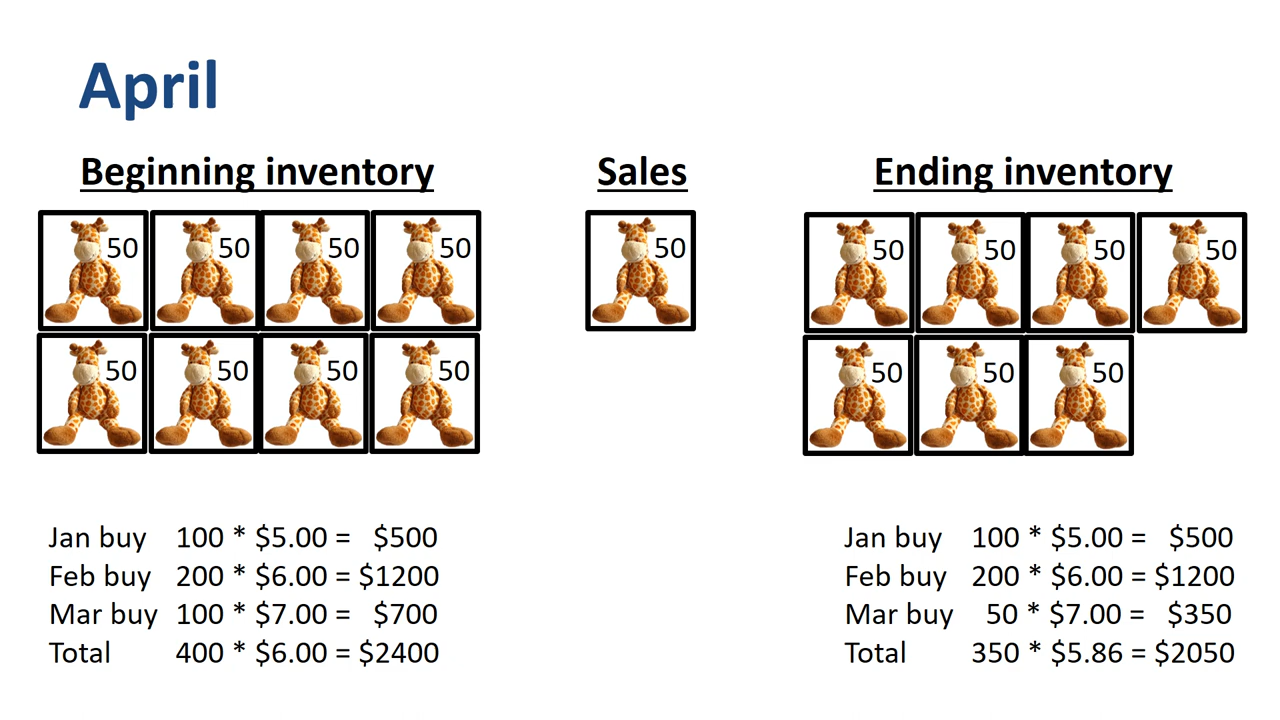 April
Beginning inventory
Sales
Ending inventory
50 50 50 50
50
50 50 50 50
50 50 50 50
50 50 50
Jan buy 100 * $5.00 = $500
Feb buy 200 * $6.00 = $1200
Mar buy 100 * $7.00 = $700
Total 400 * $6.00 = $2400
Jan buy 100 * $5.00 = $500
Feb buy 200 * $6.00 = $1200
Mar buy 50 * $7.00 = $350
Total 350 * $5.86 = $2050